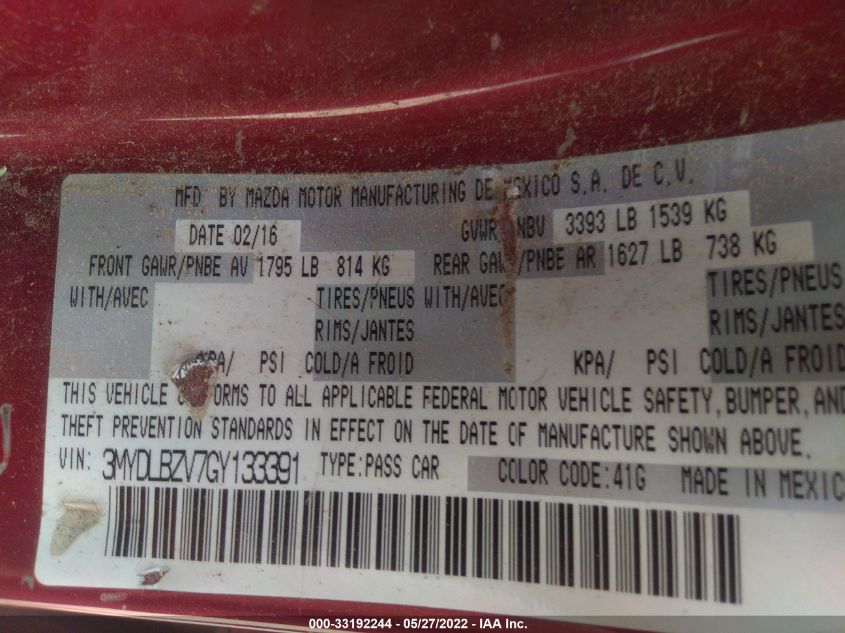 MFD. BY MAZDA MOTOR MANUFACTURING DE MEXICO S.A. DE C.V.
DATE 02/16 GVWR/PNBV 3393 LB 1539 KG
FRONT GAWR/PNBE AV 1795 LB 814 KG REAR GAWR/PNBE AR 1627 LB 738 KG
WITH/AVEC TIRES/PNEUS WITH/AVEC TIRES/PNEUS
RIMS/JANTES RIMS/JANTES
KPA/ PSI COLD/A FROID KPA/ PSI COLD/A FROID
THIS VEHICLE CONFORMS TO ALL APPLICABLE FEDERAL MOTOR VEHICLE SAFETY, BUMPER, AND
THEFT PREVENTION STANDARDS IN EFFECT ON THE DATE OF MANUFACTURE SHOWN ABOVE.
VIN: 3MYDLBZV7GY133391 TYPE:PASS CAR COLOR CODE:41G MADE IN MEXICO
000-33192244 - 05/27/2022 - IAA Inc.